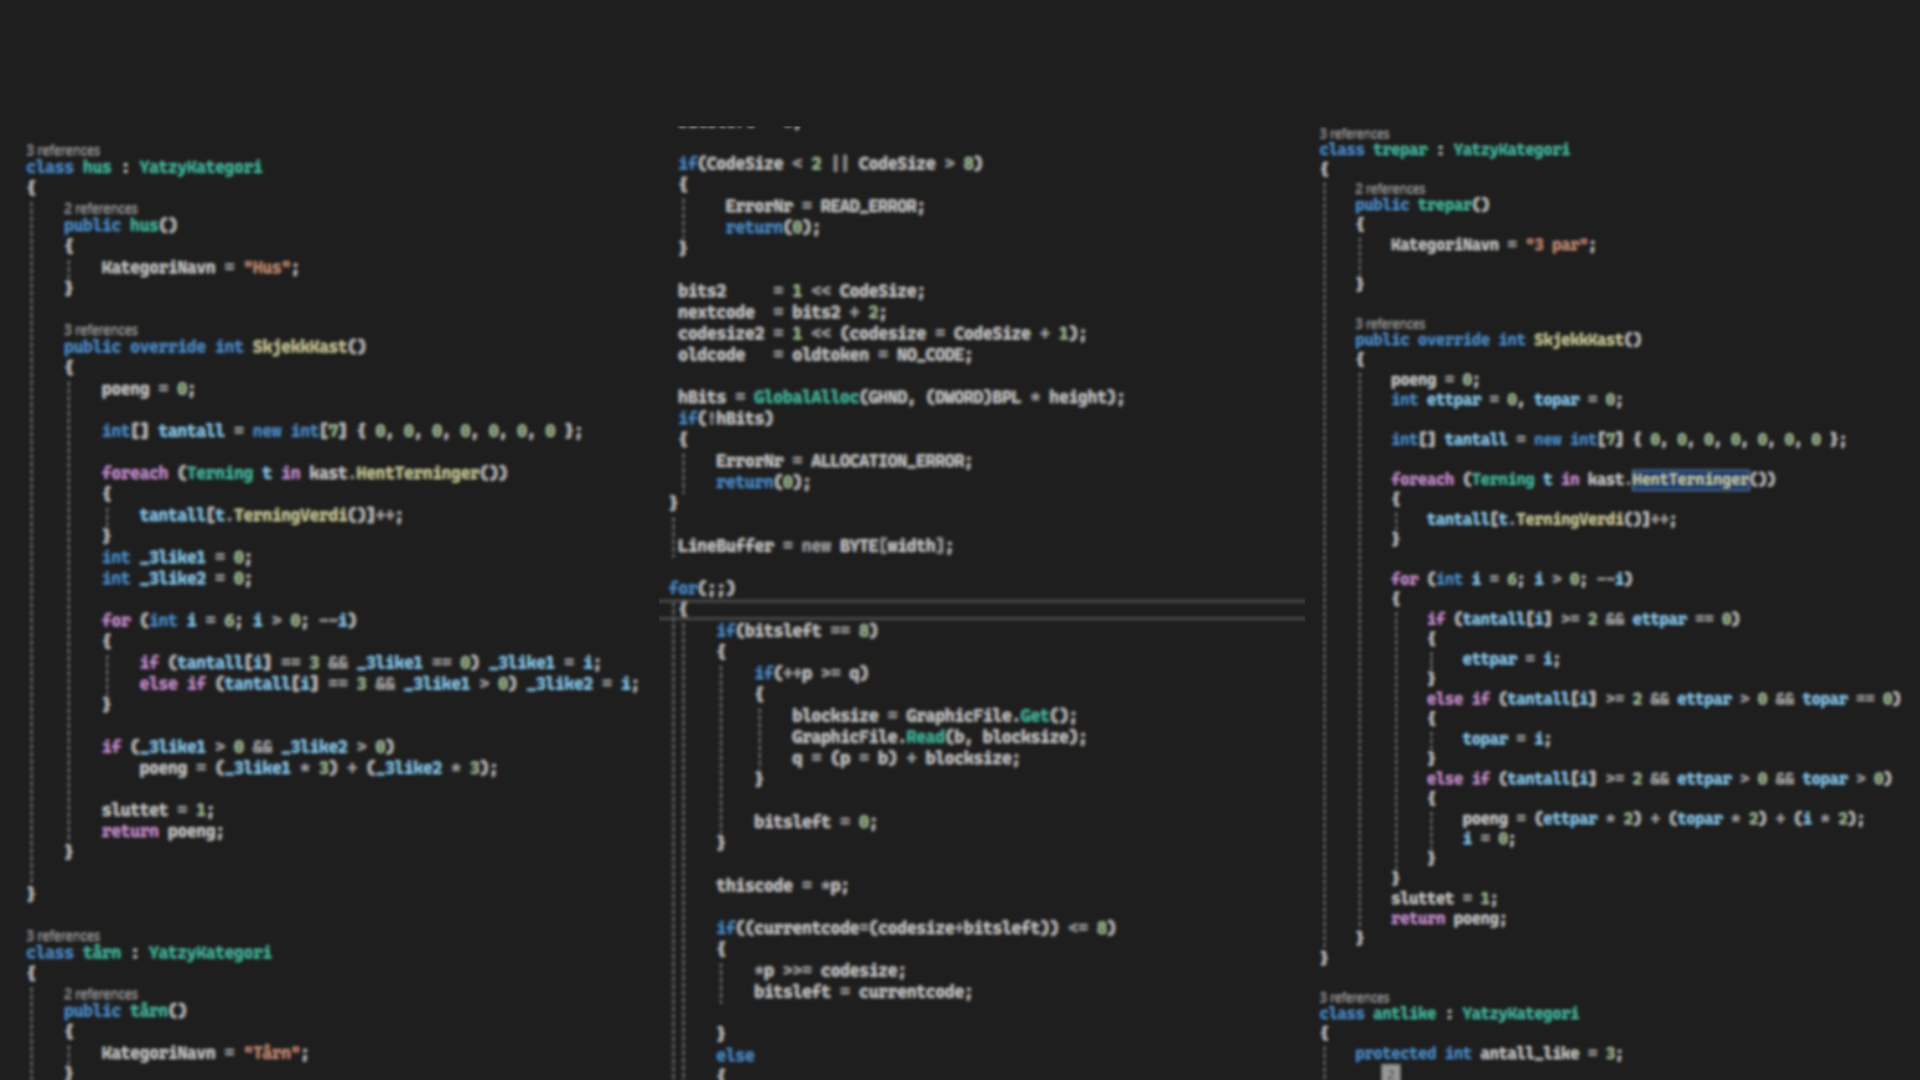 3 references
class hus : YatzyKategori
{
2 references
public hus()
{
KategoriNavn = "Hus";
}
3 references
public override int SkjekkKast()
{
poeng = 0;
int[] tantall = new int[7] { 0, 0, 0, 0, 0, 0, 0 };
foreach (Terning t in kast.HentTerninger())
{
tantall[t.TerningVerdi()]++;
}
int _3like1 = 0;
int _3like2 = 0;
for (int i = 6; i > 0; --i)
{
if (tantall[i] == 3 && _3like1 == 0) _3like1 = i;
else if (tantall[i] == 3 && _3like1 > 0) _3like2 = i;
}
if (_3like1 > 0 && _3like2 > 0)
poeng = (_3like1 * 3) + (_3like2 * 3);
sluttet = 1;
return poeng;
}
}
3 references
class tårn : YatzyKategori
{
2 references
public tårn()
{
KategoriNavn = "Tårn";
}
if(CodeSize < 2 || CodeSize > 8)
{
ErrorNr = READ_ERROR;
return(0);
}
bits2 = 1 << CodeSize;
nextcode = bits2 + 2;
codesize2 = 1 << (codesize = CodeSize + 1);
oldcode = oldtoken = NO_CODE;
hBits = GlobalAlloc(GHND, (DWORD)BPL * height);
if(!hBits)
{
ErrorNr = ALLOCATION_ERROR;
return(0);
}
LineBuffer = new BYTE[width];
for(;;)
{
if(bitsleft == 8)
{
if(++p >= q)
{
blocksize = GraphicFile.Get();
GraphicFile.Read(b, blocksize);
q = (p = b) + blocksize;
}
bitsleft = 0;
}
thiscode = *p;
if((currentcode=(codesize+bitsleft)) <= 8)
{
*p >>= codesize;
bitsleft = currentcode;
}
else
{
3 references
class trepar : YatzyKategori
{
2 references
public trepar()
{
KategoriNavn = "3 par";
}
3 references
public override int SkjekkKast()
{
poeng = 0;
int ettpar = 0, topar = 0;
int[] tantall = new int[7] { 0, 0, 0, 0, 0, 0, 0 };
foreach (Terning t in kast.HentTerninger())
{
tantall[t.TerningVerdi()]++;
}
for (int i = 6; i > 0; --i)
{
if (tantall[i] >= 2 && ettpar == 0)
{
ettpar = i;
}
else if (tantall[i] >= 2 && ettpar > 0 && topar == 0)
{
topar = i;
}
else if (tantall[i] >= 2 && ettpar > 0 && topar > 0)
{
poeng = (ettpar * 2) + (topar * 2) + (i * 2);
i = 0;
}
}
sluttet = 1;
return poeng;
}
}
3 references
class antlike : YatzyKategori
{
protected int antall_like = 3;